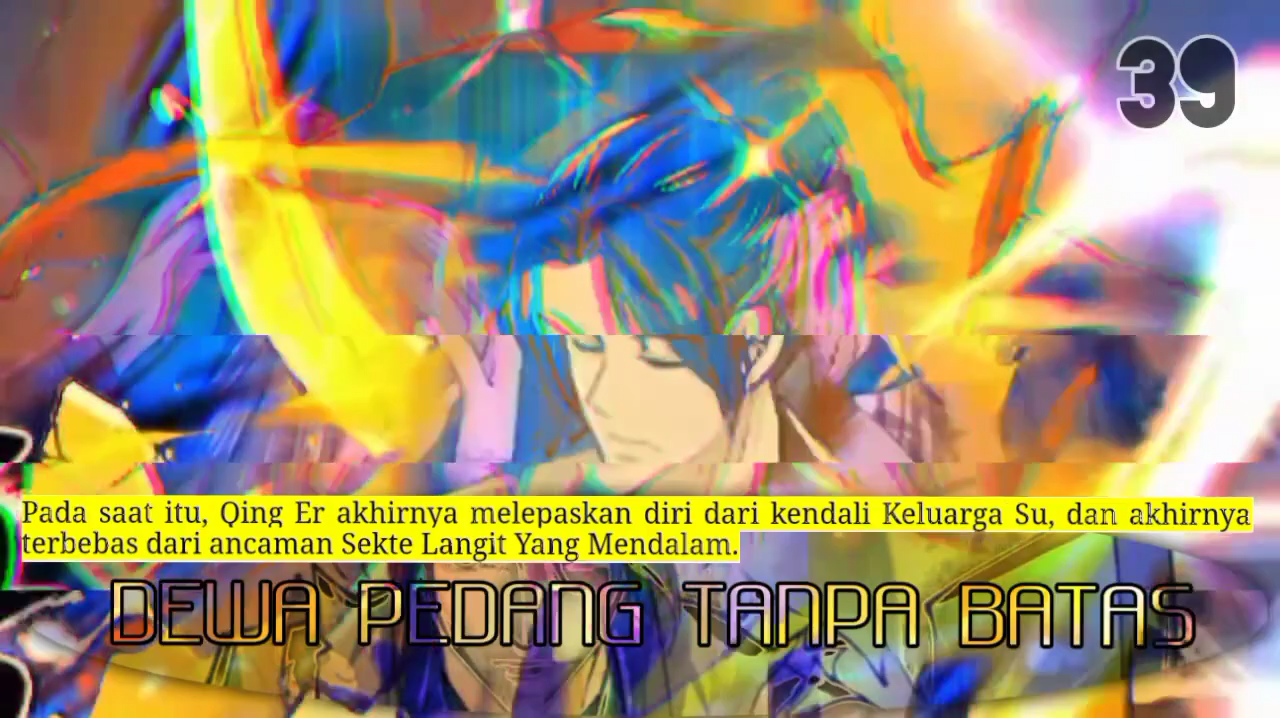 39
Pada saat itu, Qing Er akhirnya melepaskan diri dari kendali Keluarga Su, dan akhirnya
terbebas dari ancaman Sekte Langit Yang Mendalam.
DEWA PEDANG TANPA BATAS